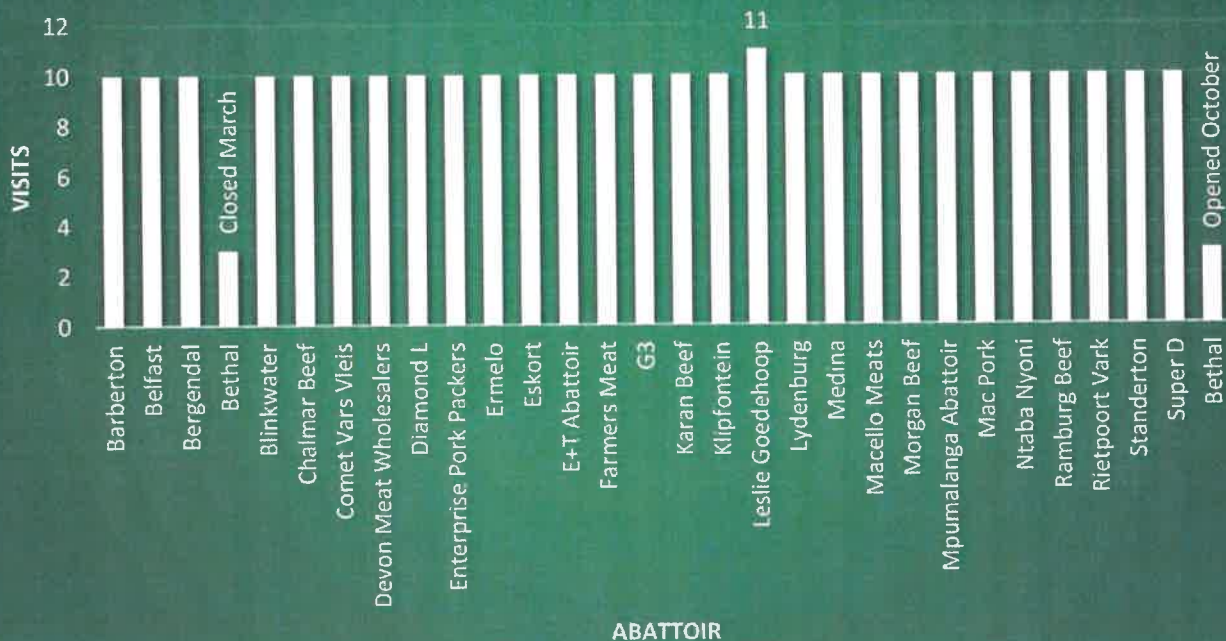 12
10
8
6
4
2
0
VISITS
11
Closed March
Opened October
Barberton
Belfast
Bergendal
Bethal
Blinkwater
Chalmar Beef
Comet Vars Vleis
Devon Meat Wholesalers
Diamond L
Enterprise Pork Packers
Ermelo
Eskort
E+T Abattoir
Farmers Meat
G3
Karan Beef
Klipfontein
Leslie Goedehoop
Lydenburg
Medina
Macello Meats
Morgan Beef
Mpumalanga Abattoir
Mac Pork
Ntaba Nyoni
Ramburg Beef
Rietpoort Vark
Standerton
Super D
Bethal
ABATTOIR